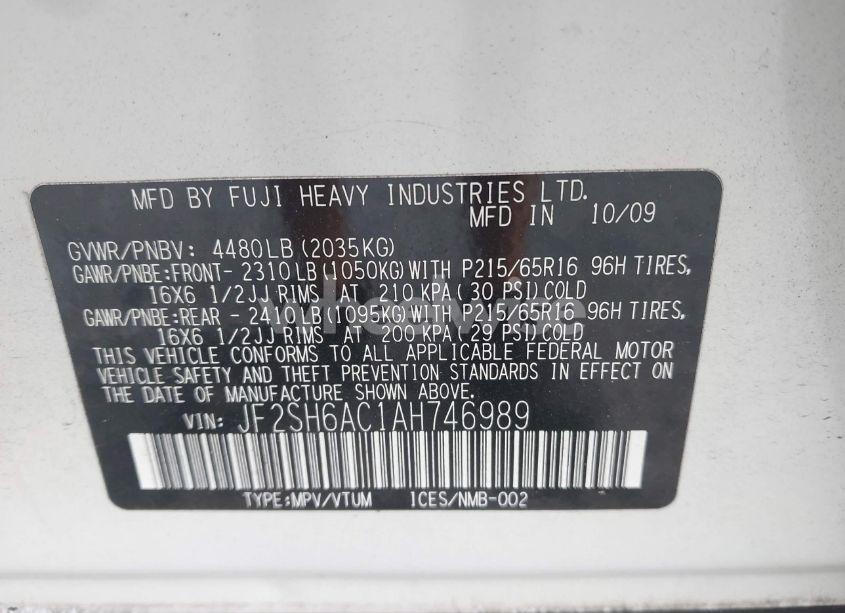 MFD BY FUJI HEAVY INDUSTRIES LTD.
MFD IN 10/09
GVWR/PNBV: 4480LB(2035KG)
GAWR/PNBE:FRONT- 2310LB(1050KG)WITH P215/65R16 96H TIRES,
16X6 1/2JJ RIMS AT 210 KPA(30 PSI)COLD
GAWR/PNBE:REAR - 2410LB(1095KG)WITH P215/65R16 96H TIRES,
16X6 1/2JJ RIMS AT 200 KPA(29 PSI)COLD
THIS VEHICLE CONFORMS TO ALL APPLICABLE FEDERAL MOTOR
VEHICLE SAFETY AND THEFT PREVENTION STANDARDS IN EFFECT ON
THE DATE OF MANUFACTURE SHOWN ABOVE.
VIN: JF2SH6AC1AH746989
TYPE:MPV/VTUM ICES/NMB-002